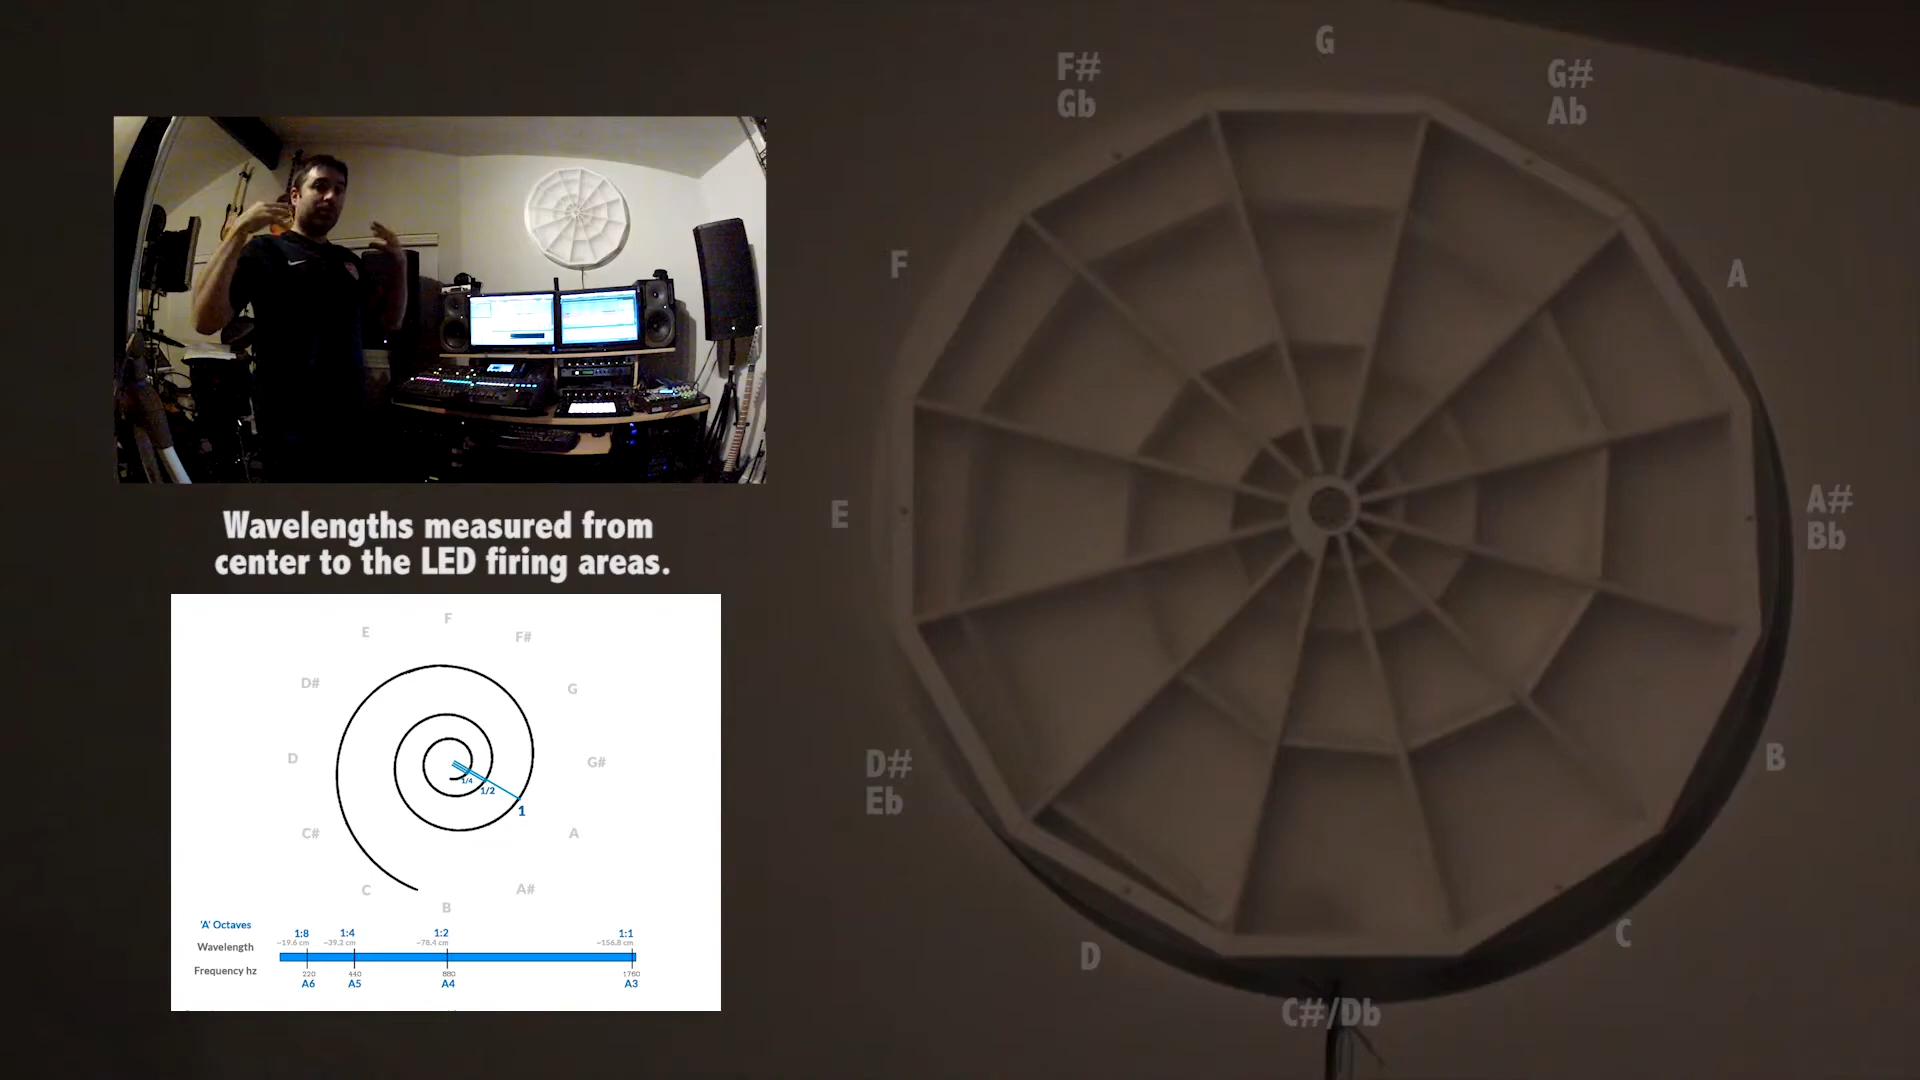 Wavelengths measured from
center to the LED firing areas.
F
E
F#
D#
G
D
G#
C#
A
C
A#
B
1/4
1/2
1
'A' Octaves
1:8
1:4
1:2
1:1
Wavelength
~19.6 cm
~39.2 cm
~78.4 cm
~156.8 cm
Frequency hz
220
440
880
1760
A6
A5
A4
A3
G
F#
Gb
G#
Ab
F
A
E
A#
Bb
D#
Eb
B
D
C
C#/Db